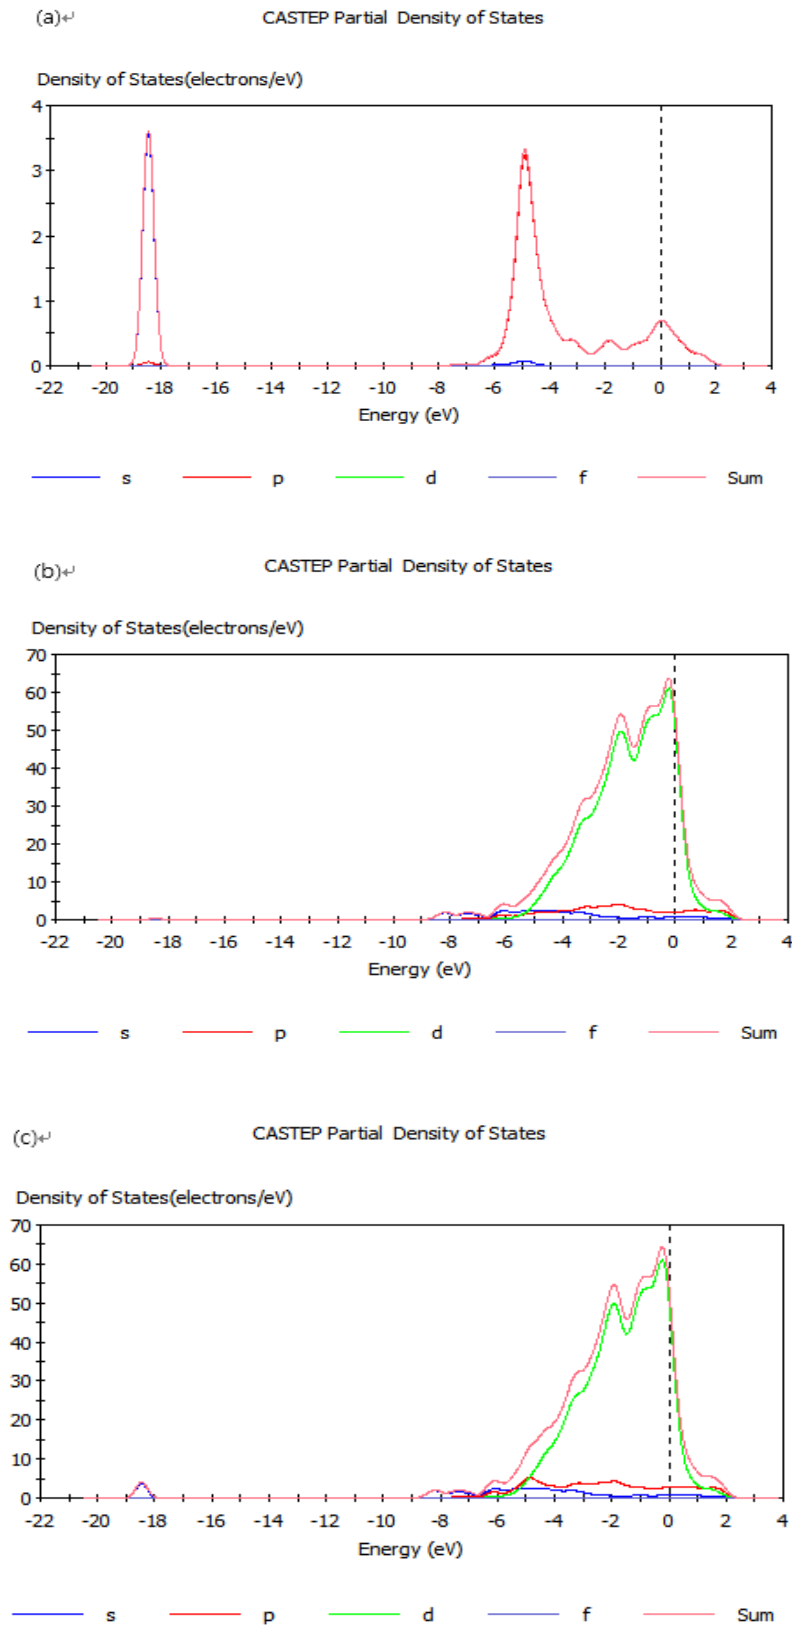 (a)↵ CASTEP Partial Density of States
Density of States(electrons/eV)
4
3
2
1
0
-22 -20 -18 -16 -14 -12 -10 -8 -6 -4 -2 0 2 4
Energy (eV)
s p d f Sum
(b)↵ CASTEP Partial Density of States
Density of States(electrons/eV)
70
60
50
40
30
20
10
0
-22 -20 -18 -16 -14 -12 -10 -8 -6 -4 -2 0 2 4
Energy (eV)
s p d f Sum
(c)↵ CASTEP Partial Density of States
Density of States(electrons/eV)
70
60
50
40
30
20
10
0
-22 -20 -18 -16 -14 -12 -10 -8 -6 -4 -2 0 2 4
Energy (eV)
s p d f Sum